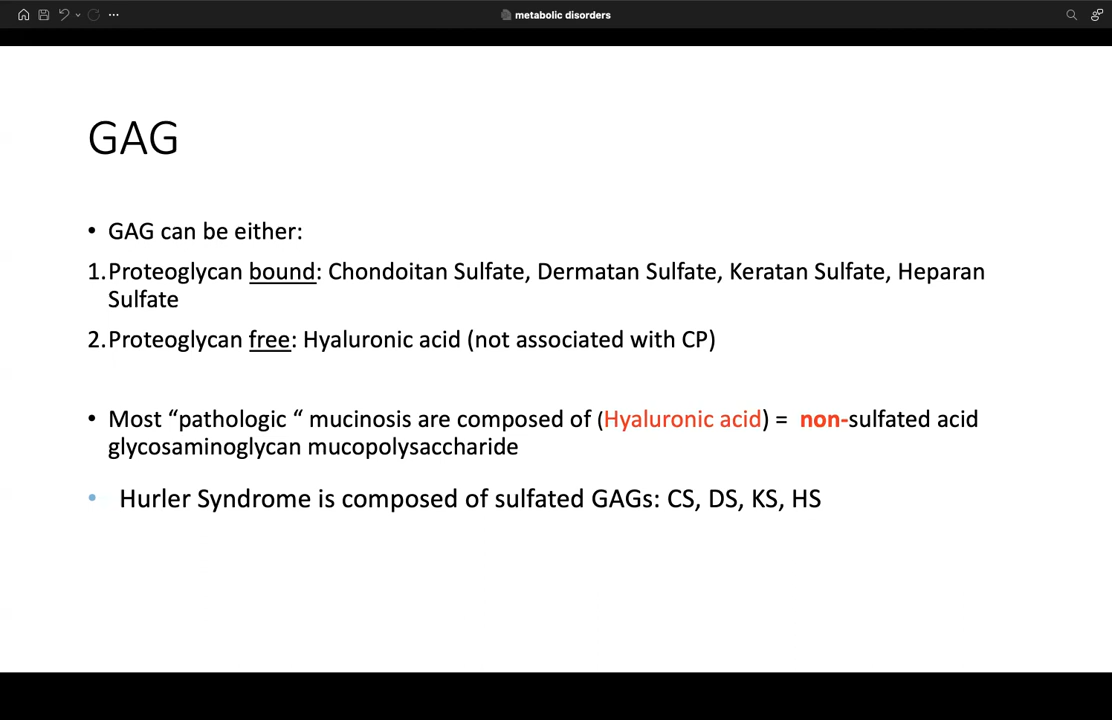 metabolic disorders
GAG
• GAG can be either:
1. Proteoglycan bound: Chondoitan Sulfate, Dermatan Sulfate, Keratan Sulfate, Heparan
Sulfate
2. Proteoglycan free: Hyaluronic acid (not associated with CP)
• Most “pathologic “ mucinosis are composed of (Hyaluronic acid) = non-sulfated acid
glycosaminoglycan mucopolysaccharide
• Hurler Syndrome is composed of sulfated GAGs: CS, DS, KS, HS